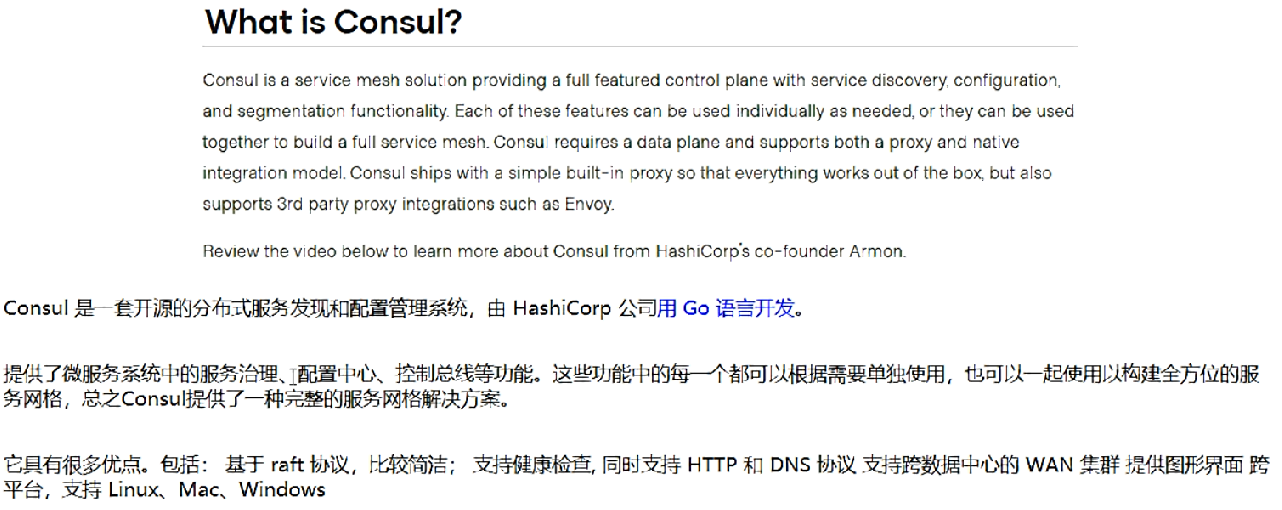 What is Consul?
Consul is a service mesh solution providing a full featured control plane with service discovery, configuration,
and segmentation functionality. Each of these features can be used individually as needed, or they can be used
together to build a full service mesh. Consul requires a data plane and supports both a proxy and native
integration model. Consul ships with a simple built-in proxy so that everything works out of the box, but also
supports 3rd party proxy integrations such as Envoy.
Review the video below to learn more about Consul from HashiCorp's co-founder Armon.
Consul 是一套开源的分布式服务发现和配置管理系统，由 HashiCorp 公司用 Go 语言开发。
提供了微服务系统中的服务治理、配置中心、控制总线等功能。这些功能中的每一个都可以根据需要单独使用，也可以一起使用以构建全方位的服
务网格，总之Consul提供了一种完整的服务网格解决方案。
它具有很多优点。包括： 基于 raft 协议，比较简洁； 支持健康检查, 同时支持 HTTP 和 DNS 协议 支持跨数据中心的 WAN 集群 提供图形界面 跨
平台，支持 Linux、Mac、Windows